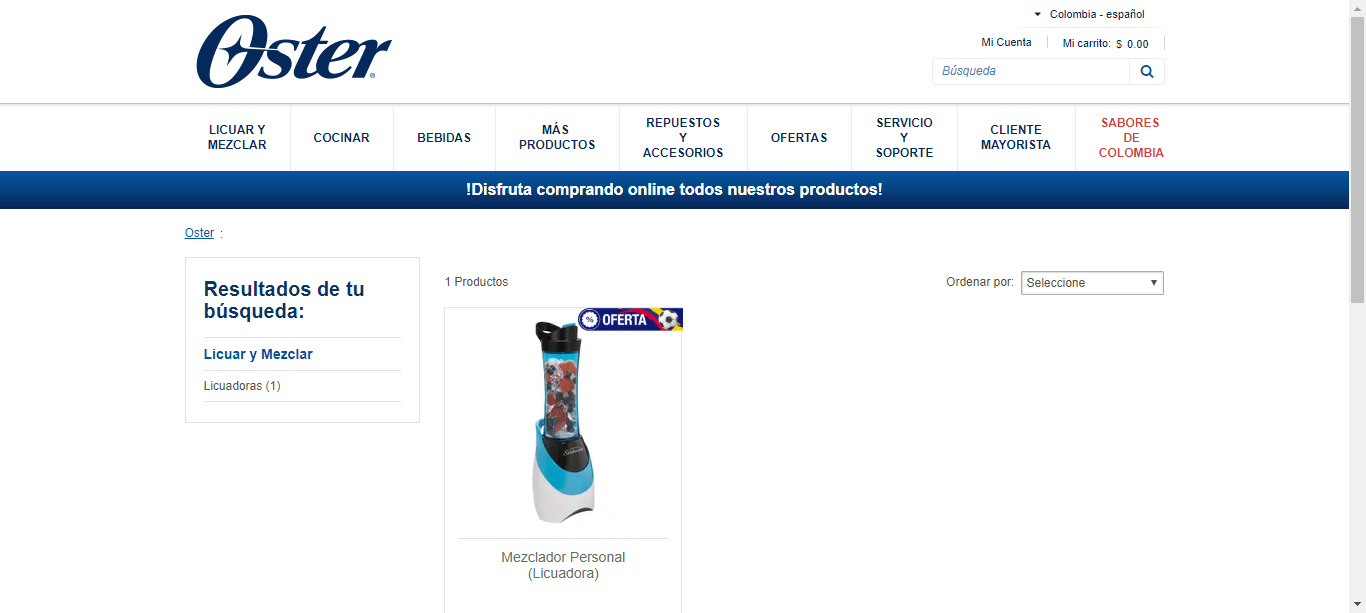 Oster
Colombia - español
Mi Cuenta
Mi carrito: $ 0.00
Búsqueda
LICUAR Y
MEZCLAR
COCINAR
BEBIDAS
MÁS
PRODUCTOS
REPUESTOS
Y
ACCESORIOS
OFERTAS
SERVICIO
Y
SOPORTE
CLIENTE
MAYORISTA
SABORES
DE
COLOMBIA
!Disfruta comprando online todos nuestros productos!
Oster :
Resultados de tu
búsqueda:
Licuar y Mezclar
Licuadoras (1)
1 Productos
Ordenar por: Seleccione
% OFERTA
Mezclador Personal
(Licuadora)